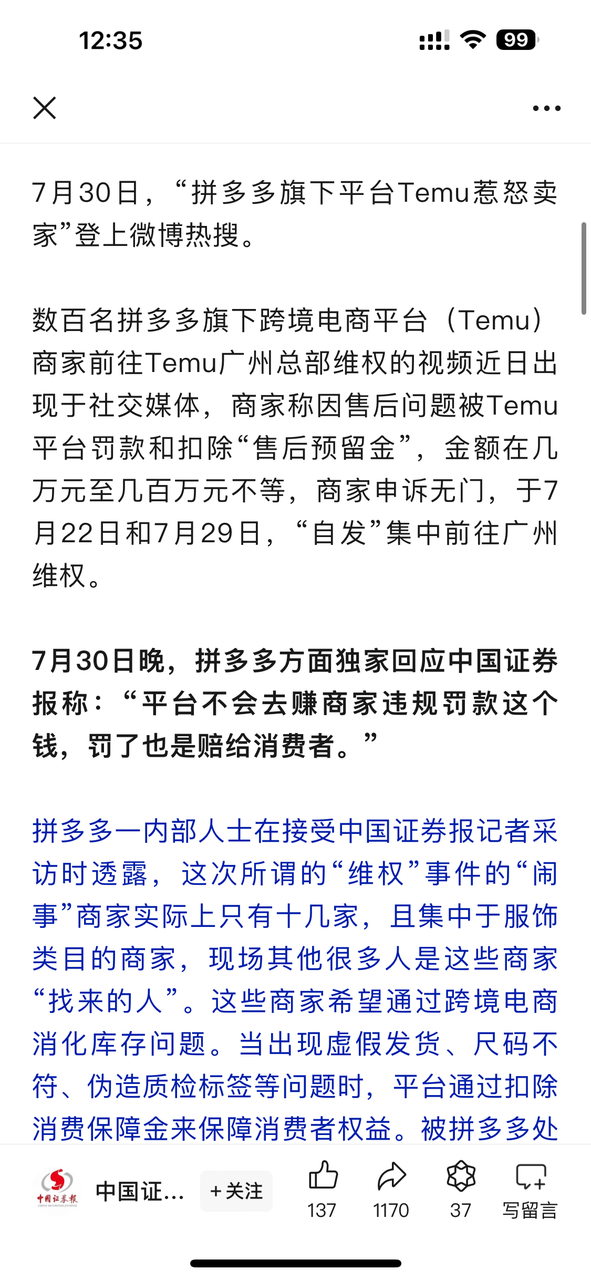 12:35
99
7月30日，“拼多多旗下平台Temu惹怒卖
家”登上微博热搜。
数百名拼多多旗下跨境电商平台（Temu）
商家前往Temu广州总部维权的视频近日出
现于社交媒体，商家称因售后问题被Temu
平台罚款和扣除“售后预留金”，金额在几
万元至几百万元不等，商家申诉无门，于7
月22日和7月29日，“自发”集中前往广州
维权。
7月30日晚，拼多多方面独家回应中国证券
报称：“平台不会去赚商家违规罚款这个
钱，罚了也是赔给消费者。”
拼多多一内部人士在接受中国证券报记者采
访时透露，这次所谓的“维权”事件的“闹
事”商家实际上只有十几家，且集中于服饰
类目的商家，现场其他很多人是这些商家
“找来的人”。这些商家希望通过跨境电商
消化库存问题。当出现虚假发货、尺码不
符、伪造质检标签等问题时，平台通过扣除
消费保障金来保障消费者权益。被拼多多处
中国证券报
中国证...
+关注
137
1170
37
写留言